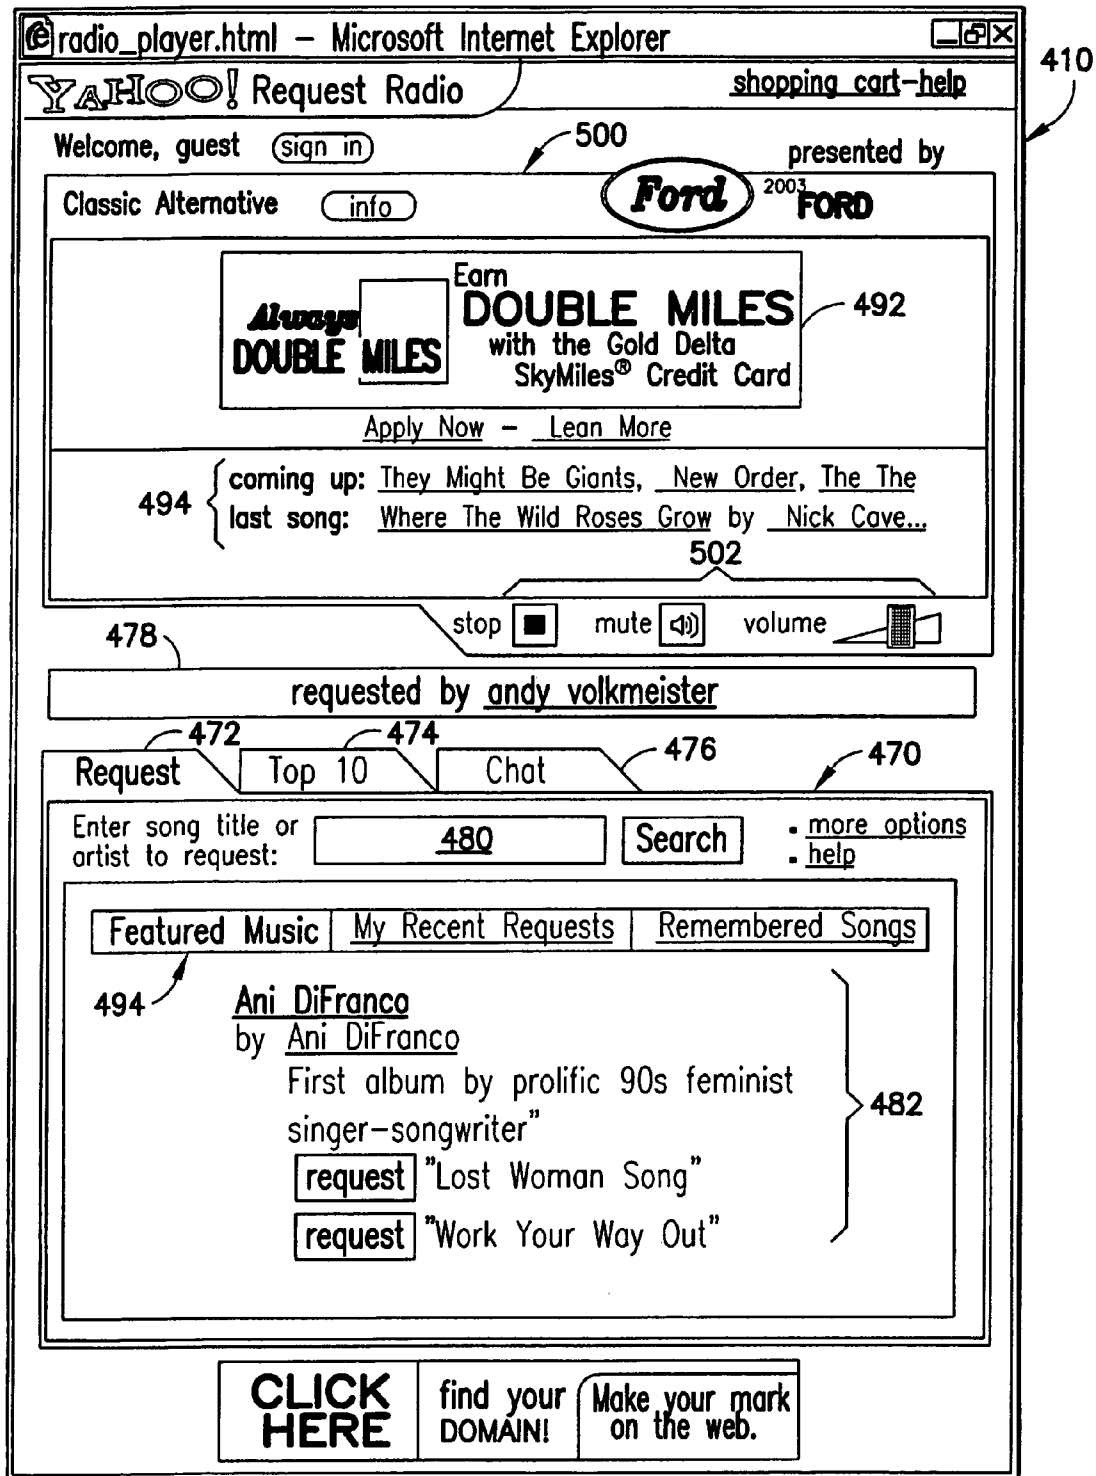 radio_player.html – Microsoft Internet Explorer
410
YAHOO! Request Radio
shopping cart-help
Welcome, guest (sign in)
500
presented by
Classic Alternative
info
Ford
2003 FORD
Earn
DOUBLE MILES
with the Gold Delta
SkyMiles® Credit Card
Always
DOUBLE MILES
492
Apply Now – Lean More
494
coming up: They Might Be Giants, New Order, The The
last song: Where The Wild Roses Grow by Nick Cave...
502
stop mute volume
478
requested by andy volkmeister
472
474
476
470
Request Top 10 Chat
Enter song title or
artist to request:
480
Search
. more options
. help
Featured Music My Recent Requests Remembered Songs
494
Ani DiFranco
by Ani DiFranco
First album by prolific 90s feminist
singer-songwriter"
482
request "Lost Woman Song"
request "Work Your Way Out"
CLICK
HERE
find your
DOMAIN!
Make your mark
on the web.